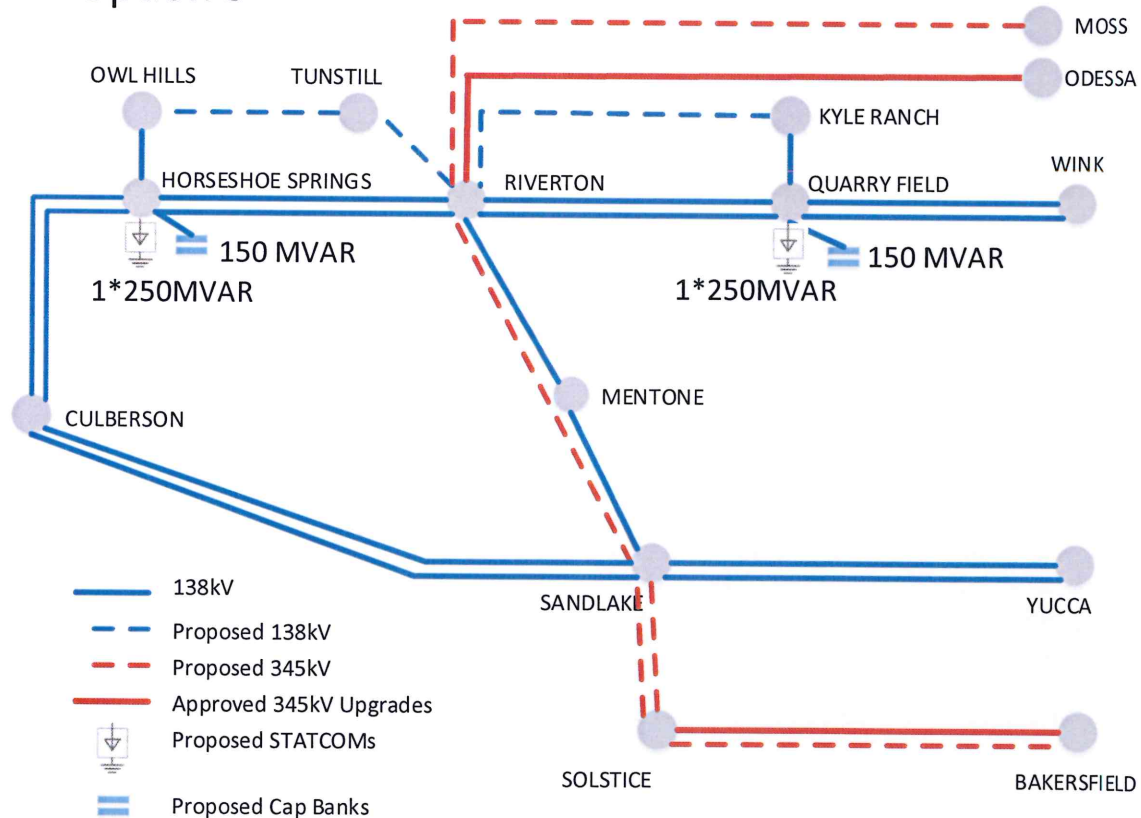 MOSS
OWL HILLS
TUNSTILL
ODESSA
KYLE RANCH
WINK
HORSESHOE SPRINGS
RIVERTON
QUARRY FIELD
150 MVAR
150 MVAR
1*250MVAR
1*250MVAR
MENTONE
CULBERSON
138kV
SANDLAKE
YUCCA
Proposed 138kV
Proposed 345kV
Approved 345kV Upgrades
Proposed STATCOMs
SOLSTICE
BAKERSFIELD
Proposed Cap Banks